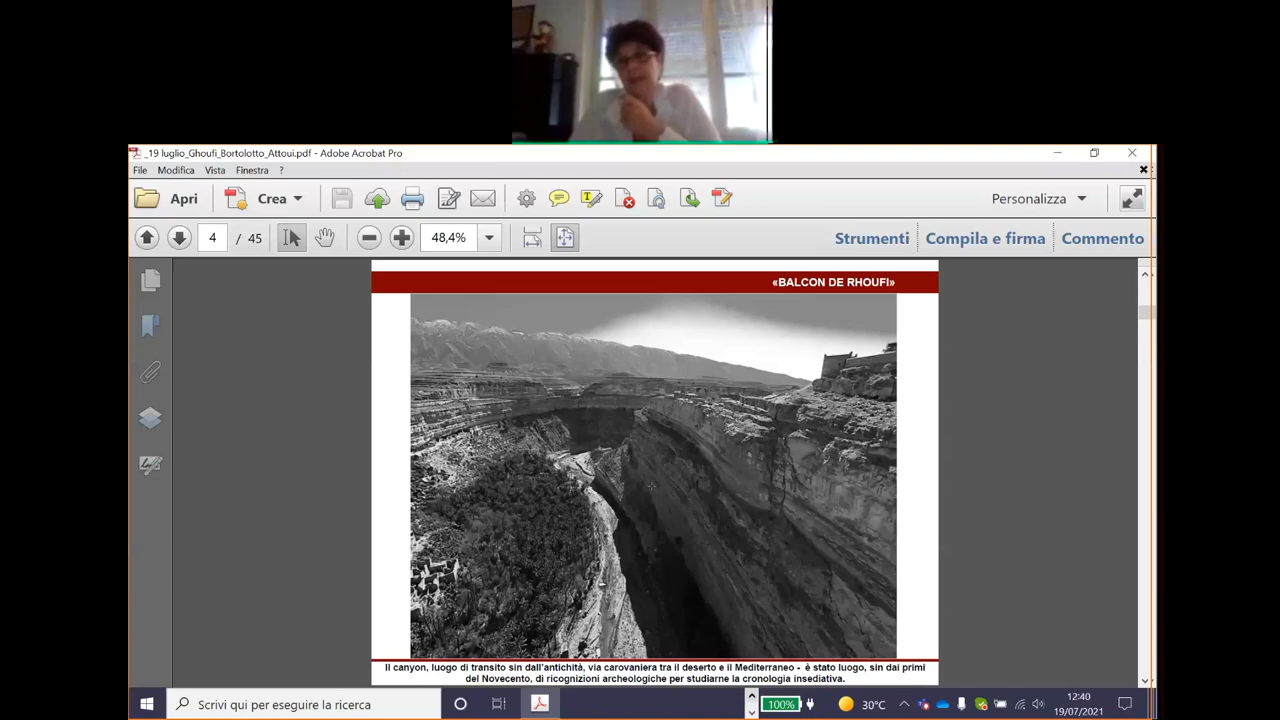 _19 luglio_Ghoufi_Bortolotto_Attoui.pdf - Adobe Acrobat Pro
File Modifica Vista Finestra ?
Apri Crea Personalizza
4 / 45 48,4% Strumenti Compila e firma Commento
«BALCON DE RHOUFI»
Il canyon, luogo di transito sin dall'antichità, via carovaniera tra il deserto e il Mediterraneo - è stato luogo, sin dai primi
del Novecento, di ricognizioni archeologiche per studiarne la cronologia insediativa.
Scrivi qui per eseguire la ricerca
100% 30°C 12:40
19/07/2021